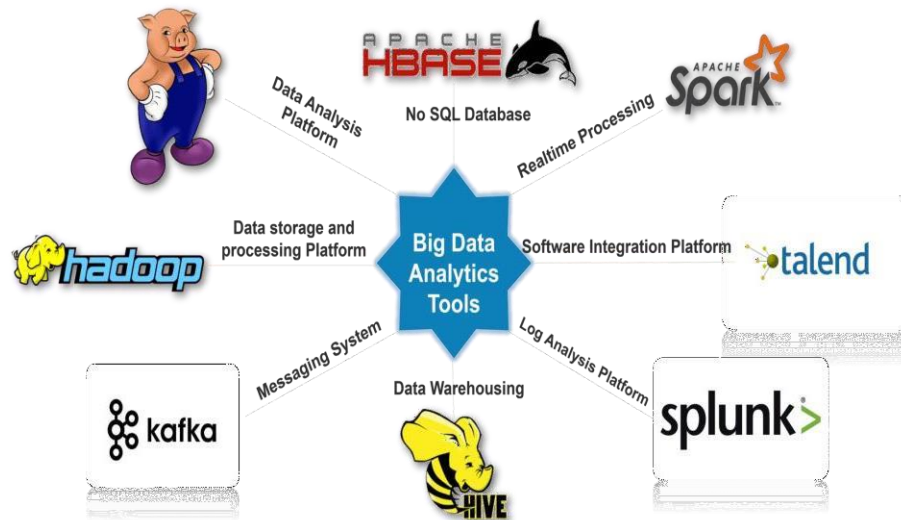 APACHE
HBASE
APACHE
Spark
TM
Data Analysis
Platform
No SQL Database
Realtime Processing
hadoop
Data storage and
processing Platform
Big Data
Analytics
Tools
Software Integration Platform
talend
Messaging System
Data Warehousing
Log Analysis Platform
kafka
HIVE
splunk>